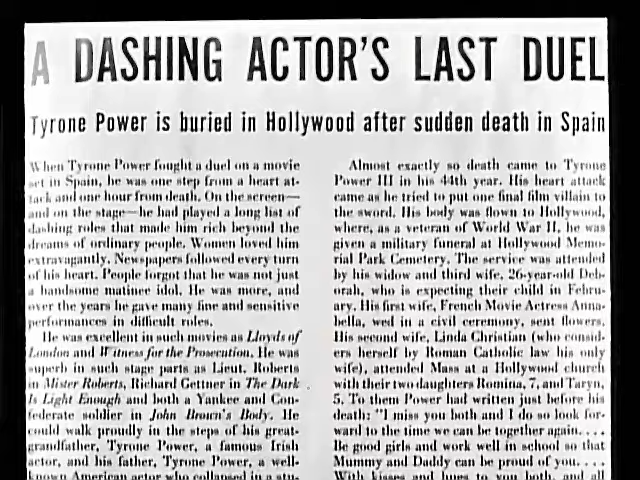 A DASHING ACTOR'S LAST DUEL
Tyrone Power is buried in Hollywood after sudden death in Spain
When Tyrone Power fought a duel on a movie
set in Spain, he was one step from a heart at-
tack and one hour from death. On the screen—
and on the stage—he had played a long list of
dashing roles that made him rich beyond the
dreams of ordinary people. Women loved him
extravagantly. Newspapers followed every turn
of his heart. People forgot that he was not just
a handsome matinee idol. He was more, and
over the years he gave many fine and sensitive
performances in difficult roles.
He was excellent in such movies as Lloyds of
London and Witness for the Prosecution. He was
superb in such stage parts as Lieut. Roberts
in Mister Roberts, Richard Gettner in The Dark
Is Light Enough and both a Yankee and Con-
federate soldier in John Brown's Body. He
could walk proudly in the steps of his great-
grandfather, Tyrone Power, a famous Irish
actor, and his father, Tyrone Power, a well-
known American actor who collapsed in a stu-
Almost exactly so death came to Tyrone
Power III in his 44th year. His heart attack
came as he tried to put one final film villain to
the sword. His body was flown to Hollywood,
where, as a veteran of World War II, he was
given a military funeral at Hollywood Memo-
rial Park Cemetery. The service was attended
by his widow and third wife, 26-year-old Deb-
orah, who is expecting their child in Febru-
ary. His first wife, French Movie Actress Anna-
bella, wed in a civil ceremony, sent flowers.
His second wife, Linda Christian (who consid-
ers herself by Roman Catholic law his only
wife), attended Mass at a Hollywood church
with their two daughters Romina, 7, and Taryn,
5. To them Power had written just before his
death: "I miss you both and I do so look for-
ward to the time we can be together again. . . .
Be good girls and work well in school so that
Mummy and Daddy can be proud of you. . . .
With kisses and hugs to you both, and all